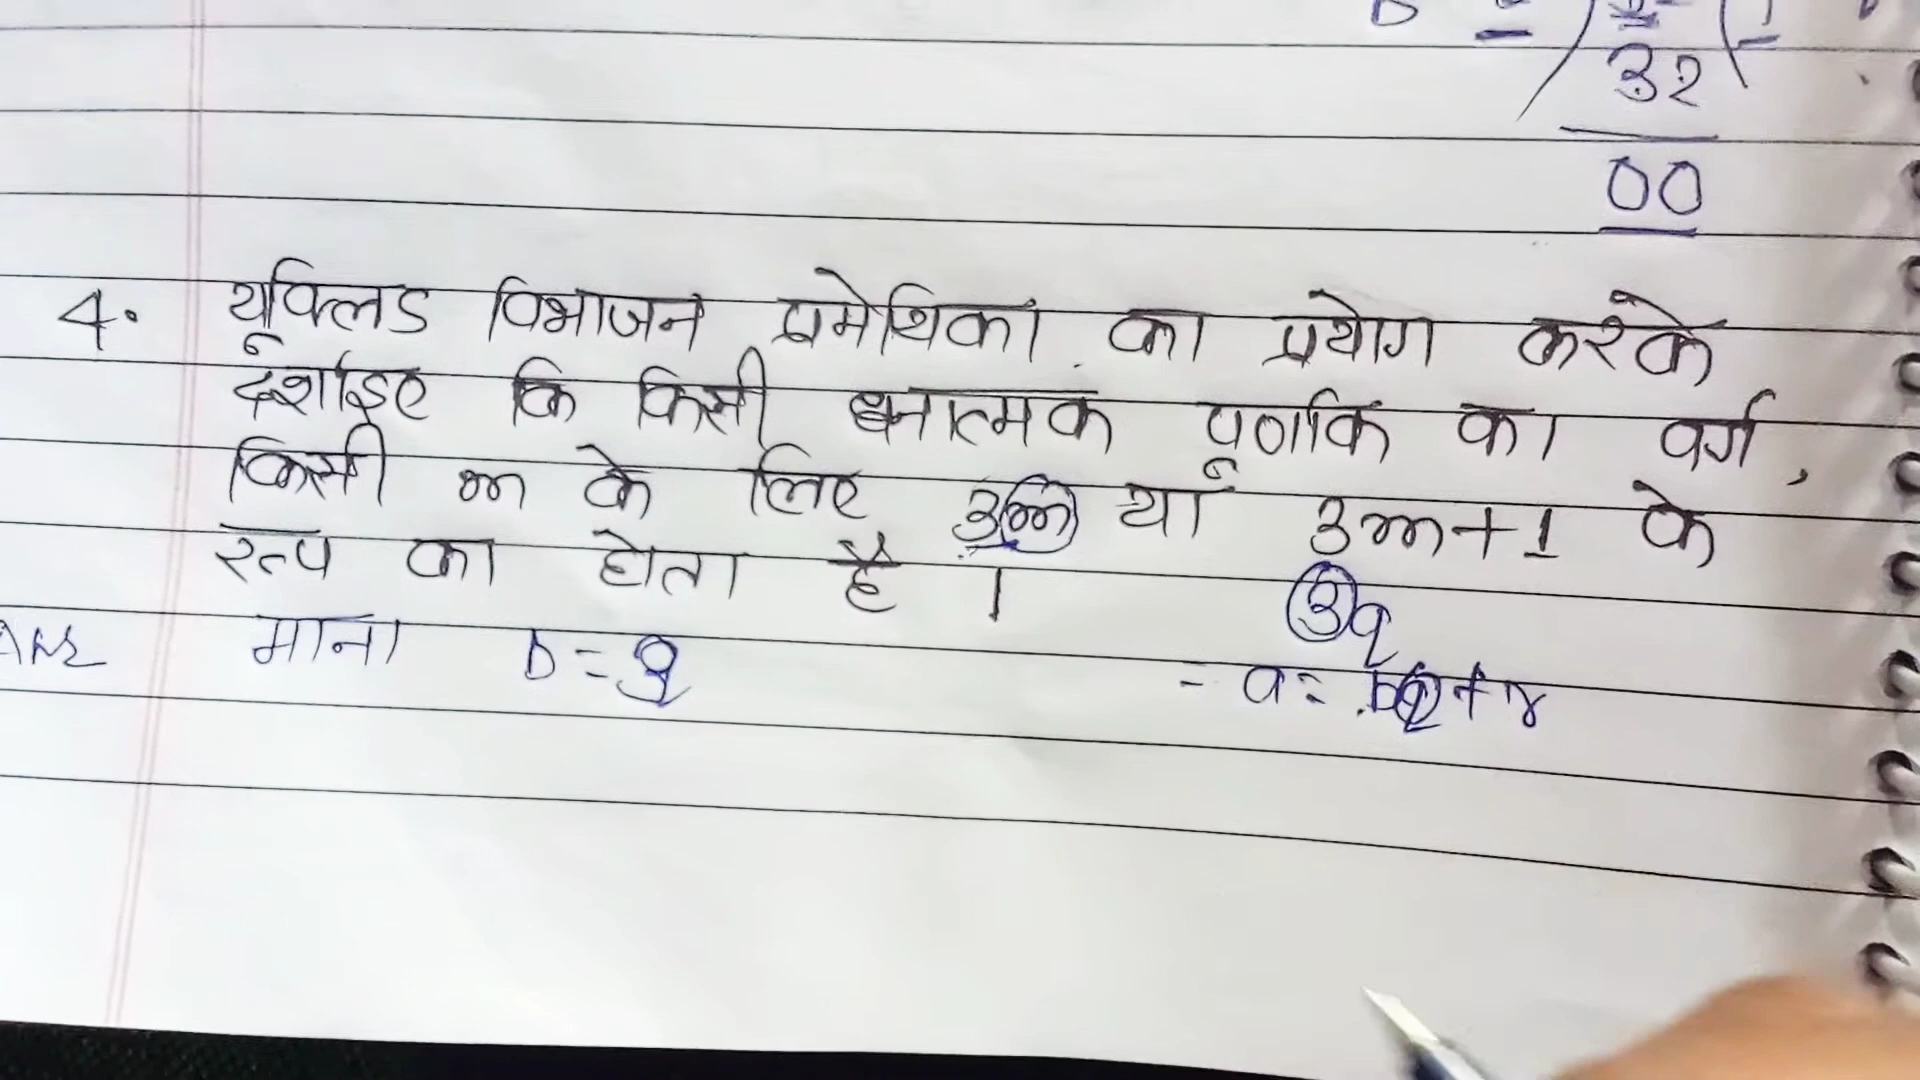 32
00
4. यूक्लिड विभाजन प्रमेयिका का प्रयोग करके
दर्शाइए कि किसी धनात्मक पूर्णांक का वर्ग,
किसी m के लिए 3m या 3m+1 के
रूप का होता है ।
3q
Ans माना b=3
- a= bq+r